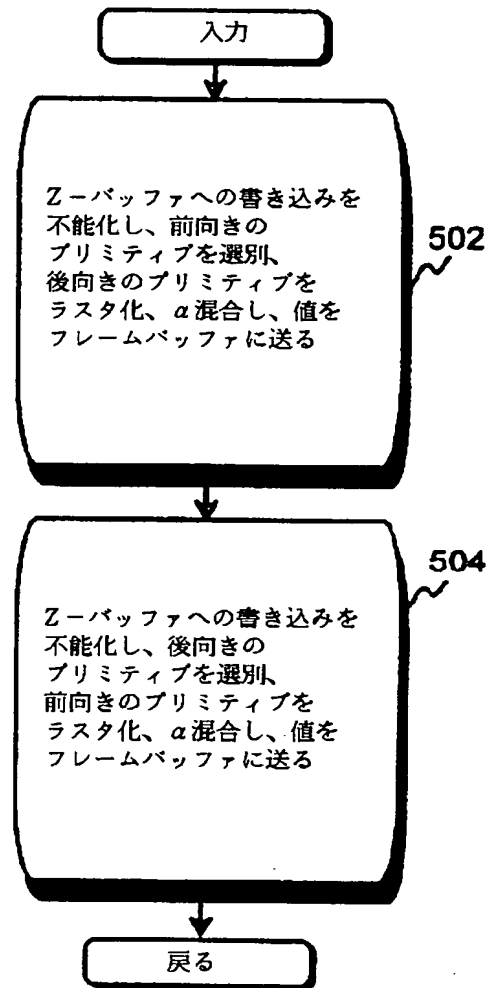 入力
Z－バッファへの書き込みを
不能化し、前向きの
プリミティブを選別、
後向きのプリミティブを
ラスタ化、α混合し、値を
フレームバッファに送る
502
Z－バッファへの書き込みを
不能化し、後向きの
プリミティブを選別、
前向きのプリミティブを
ラスタ化、α混合し、値を
フレームバッファに送る
504
戻る